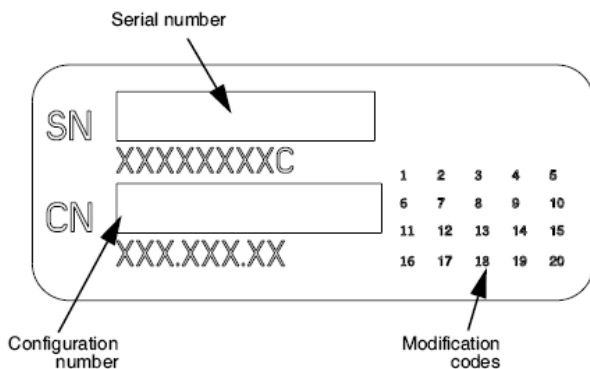 Serial number
SN
XXXXXXXXC
CN
XXX.XXX.XX
1 2 3 4 5
6 7 8 9 10
11 12 13 14 15
16 17 18 19 20
Configuration
number
Modification
codes